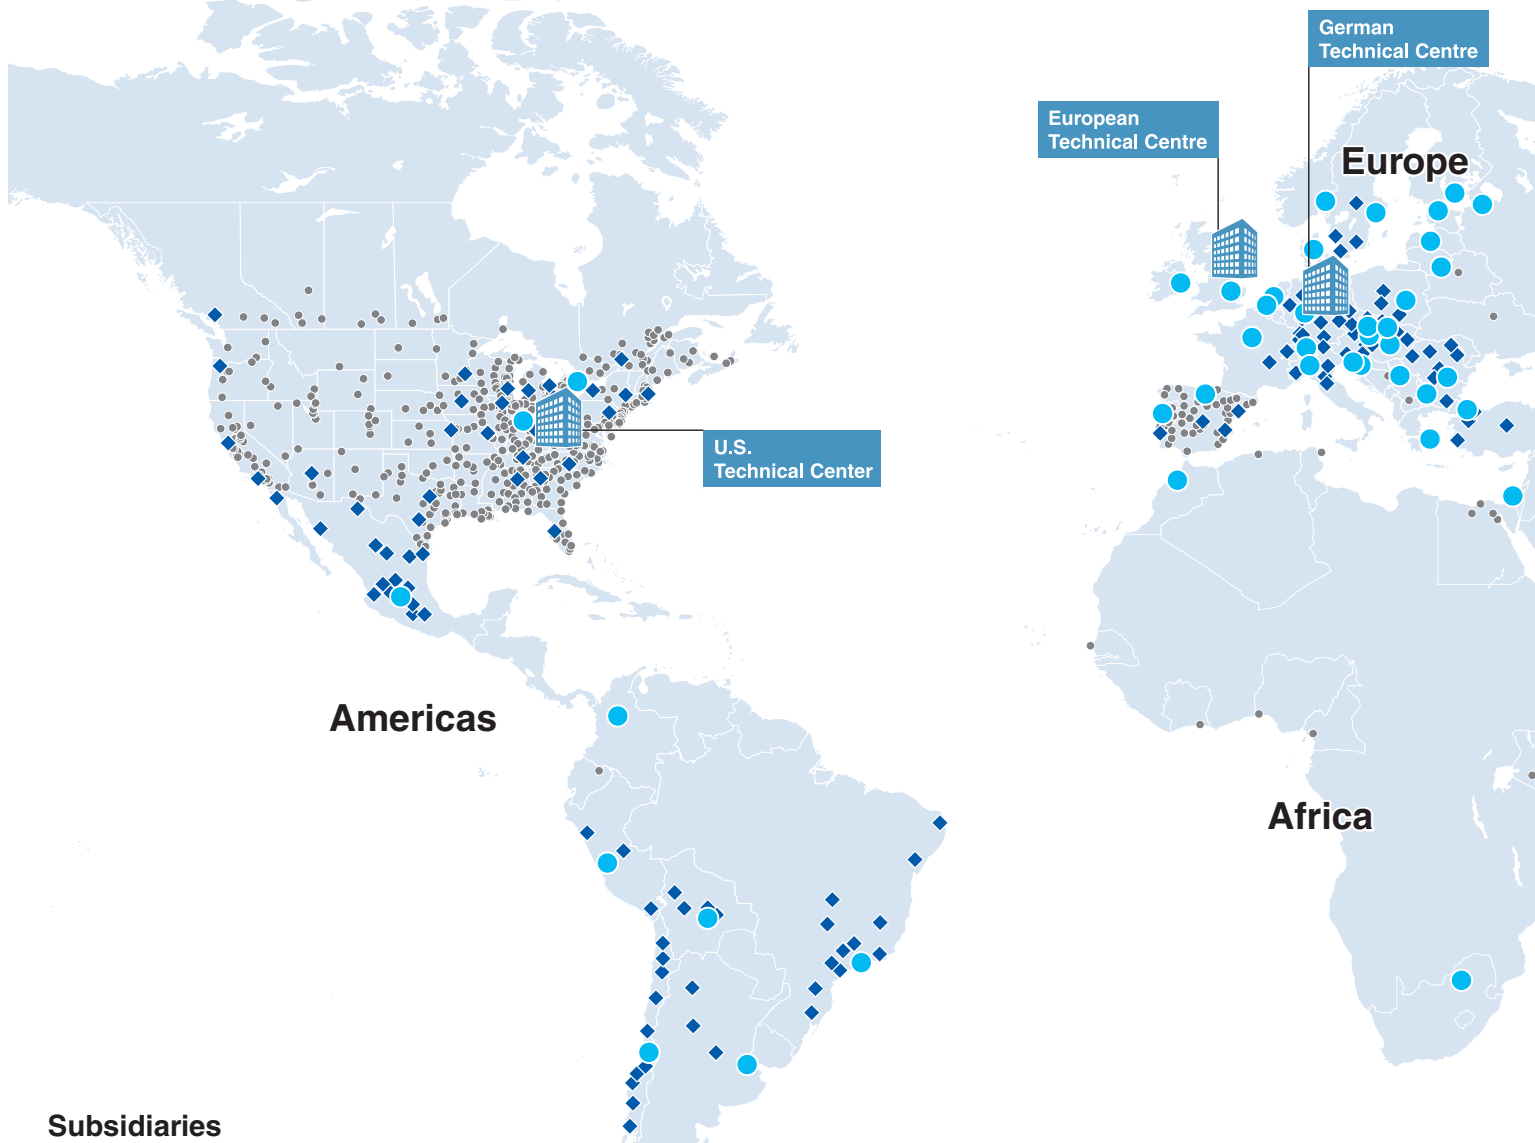 German
Technical Centre
European
Technical Centre
Europe
U.S.
Technical Center
Americas
Africa
Subsidiaries